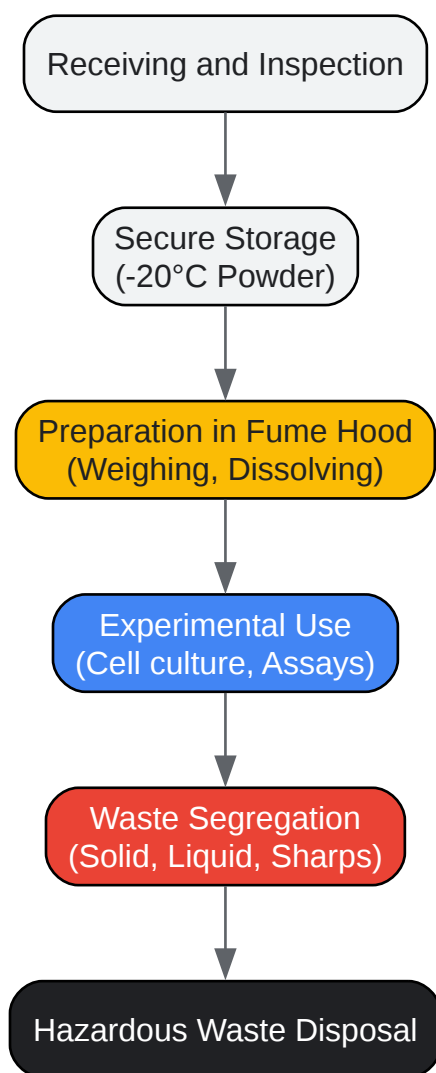 Receiving and Inspection
Secure Storage
(-20°C Powder)
Preparation in Fume Hood
(Weighing, Dissolving)
Experimental Use
(Cell culture, Assays)
Waste Segregation
(Solid, Liquid, Sharps)
Hazardous Waste Disposal